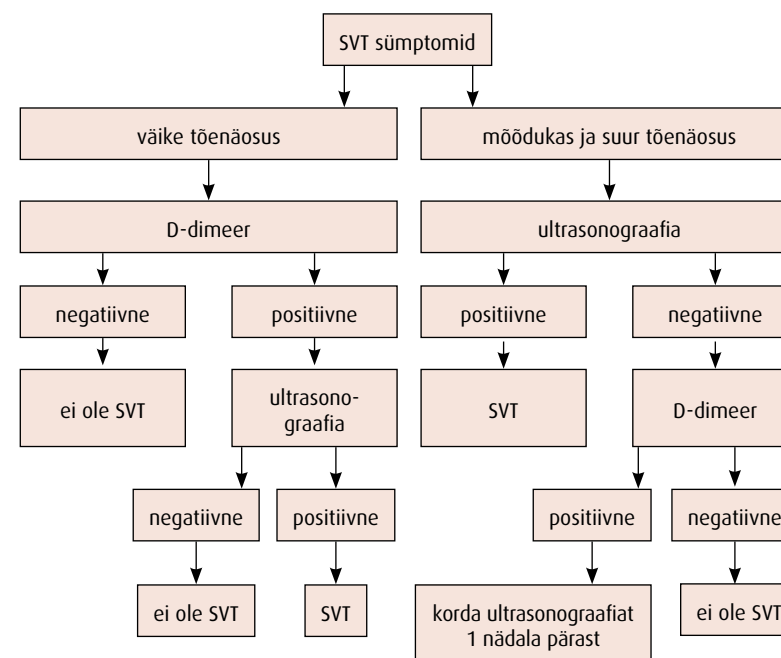 SVT sümptomid
väike tõenäosus
mõõdukas ja suur tõenäosus
D-dimeer
ultrasonograafia
negatiivne
positiivne
positiivne
negatiivne
ei ole SVT
ultrasono-
graafia
SVT
D-dimeer
negatiivne
positiivne
positiivne
negatiivne
ei ole SVT
SVT
korda ultrasonograafiat
1 nädala pärast
ei ole SVT